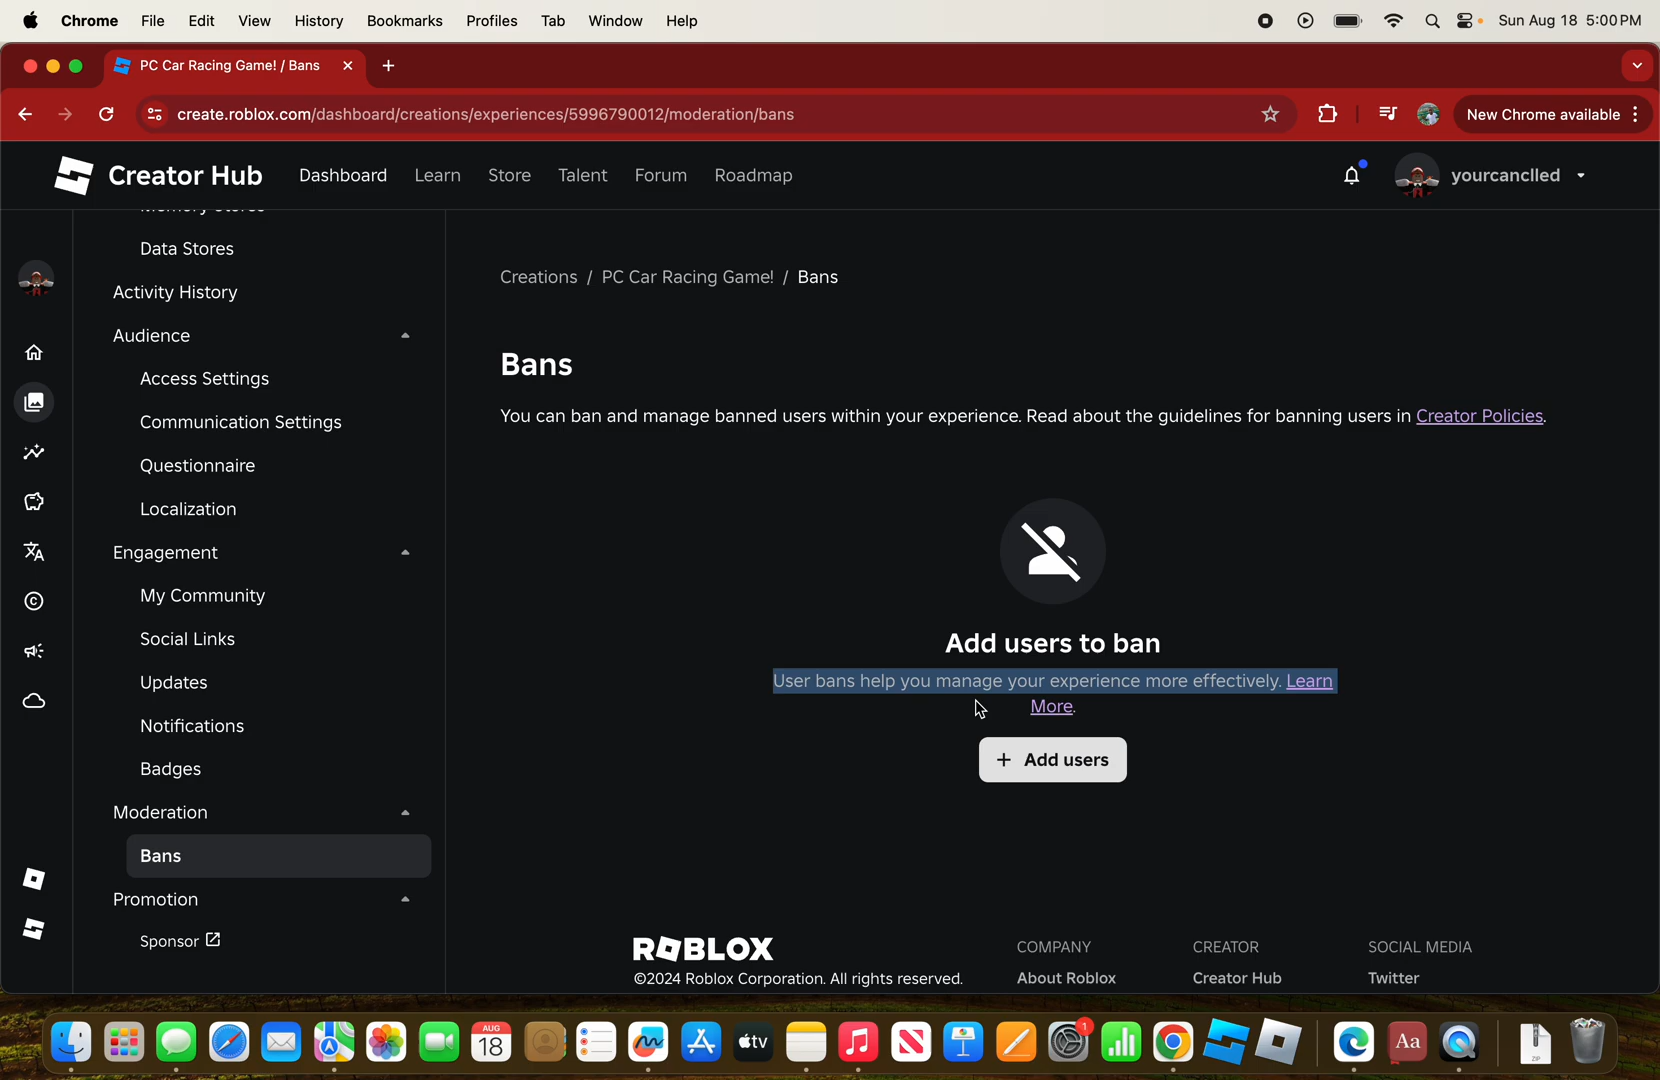 Chrome File Edit View History Bookmarks Profiles Tab Window Help Sun Aug 18 5:00 PM
PC Car Racing Game! / Bans
create.roblox.com/dashboard/creations/experiences/5996790012/moderation/bans
New Chrome available
Creator Hub Dashboard Learn Store Talent Forum Roadmap yourcanclled
Memory Stores
Data Stores
Activity History
Audience
Access Settings
Communication Settings
Questionnaire
Localization
Engagement
My Community
Social Links
Updates
Notifications
Badges
Moderation
Bans
Promotion
Sponsor
Creations / PC Car Racing Game! / Bans
Bans
You can ban and manage banned users within your experience. Read about the guidelines for banning users in Creator Policies.
Add users to ban
User bans help you manage your experience more effectively. Learn
More.
+ Add users
ROBLOX
©2024 Roblox Corporation. All rights reserved.
COMPANY
About Roblox
CREATOR
Creator Hub
SOCIAL MEDIA
Twitter
AUG
18
tv
1
Aa
ZIP